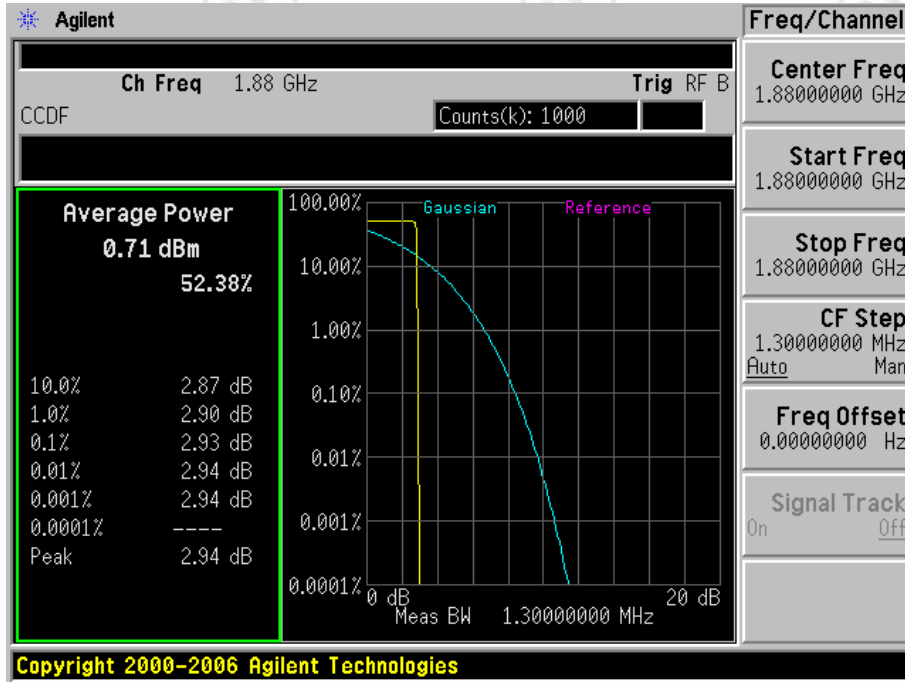 Agilent
Freq/Channel
Ch Freq 1.88 GHz Trig RF B
CCDF Counts(k): 1000
Center Freq
1.88000000 GHz
Start Freq
1.88000000 GHz
Stop Freq
1.88000000 GHz
CF Step
1.30000000 MHz
Auto Man
Freq Offset
0.00000000 Hz
Signal Track
On Off
Average Power
0.71 dBm
52.38%
10.0% 2.87 dB
1.0% 2.90 dB
0.1% 2.93 dB
0.01% 2.94 dB
0.001% 2.94 dB
0.0001% ----
Peak 2.94 dB
Gaussian Reference
100.00%
10.00%
1.00%
0.10%
0.01%
0.001%
0.0001%
0 dB 20 dB
Meas BW 1.30000000 MHz
Copyright 2000-2006 Agilent Technologies